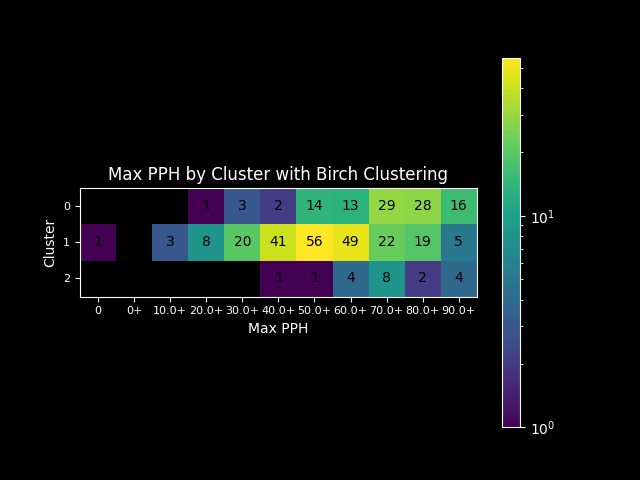 Max PPH by Cluster with Birch Clustering
Cluster
0 1 3 2 14 13 29 28 16
1 1 3 8 20 41 56 49 22 19 5
2 1 1 4 8 2 4
0 0+ 10.0+ 20.0+ 30.0+ 40.0+ 50.0+ 60.0+ 70.0+ 80.0+ 90.0+
Max PPH
10¹
10⁰